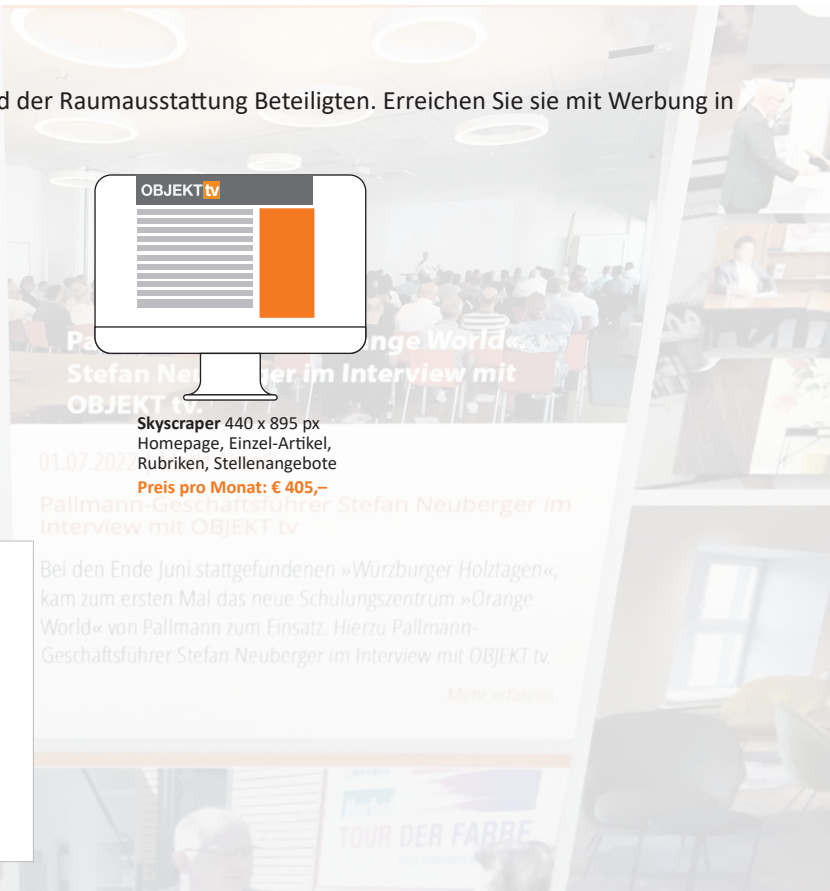 d der Raumausstattung Beteiligten. Erreichen Sie sie mit Werbung in
OBJEKT tv
Skyscraper 440 x 895 px
Homepage, Einzel-Artikel,
Rubriken, Stellenangebote
Preis pro Monat: € 405,–
ange World«
Stefan Neu ger im Interview mit
OBJEKT tv.
01.07.2022
Pallmann-Geschäftsführer Stefan Neuberger im
Interview mit OBJEKT tv
Bei den Ende Juni stattgefundenen »Würzburger Holztagen«,
kam zum ersten Mal das neue Schulungszentrum »Orange
World« von Pallmann zum Einsatz. Hierzu Pallmann-
Geschäftsführer Stefan Neuberger im Interview mit OBJEKT tv.
Mehr erfahren
TOUR DER FARBE